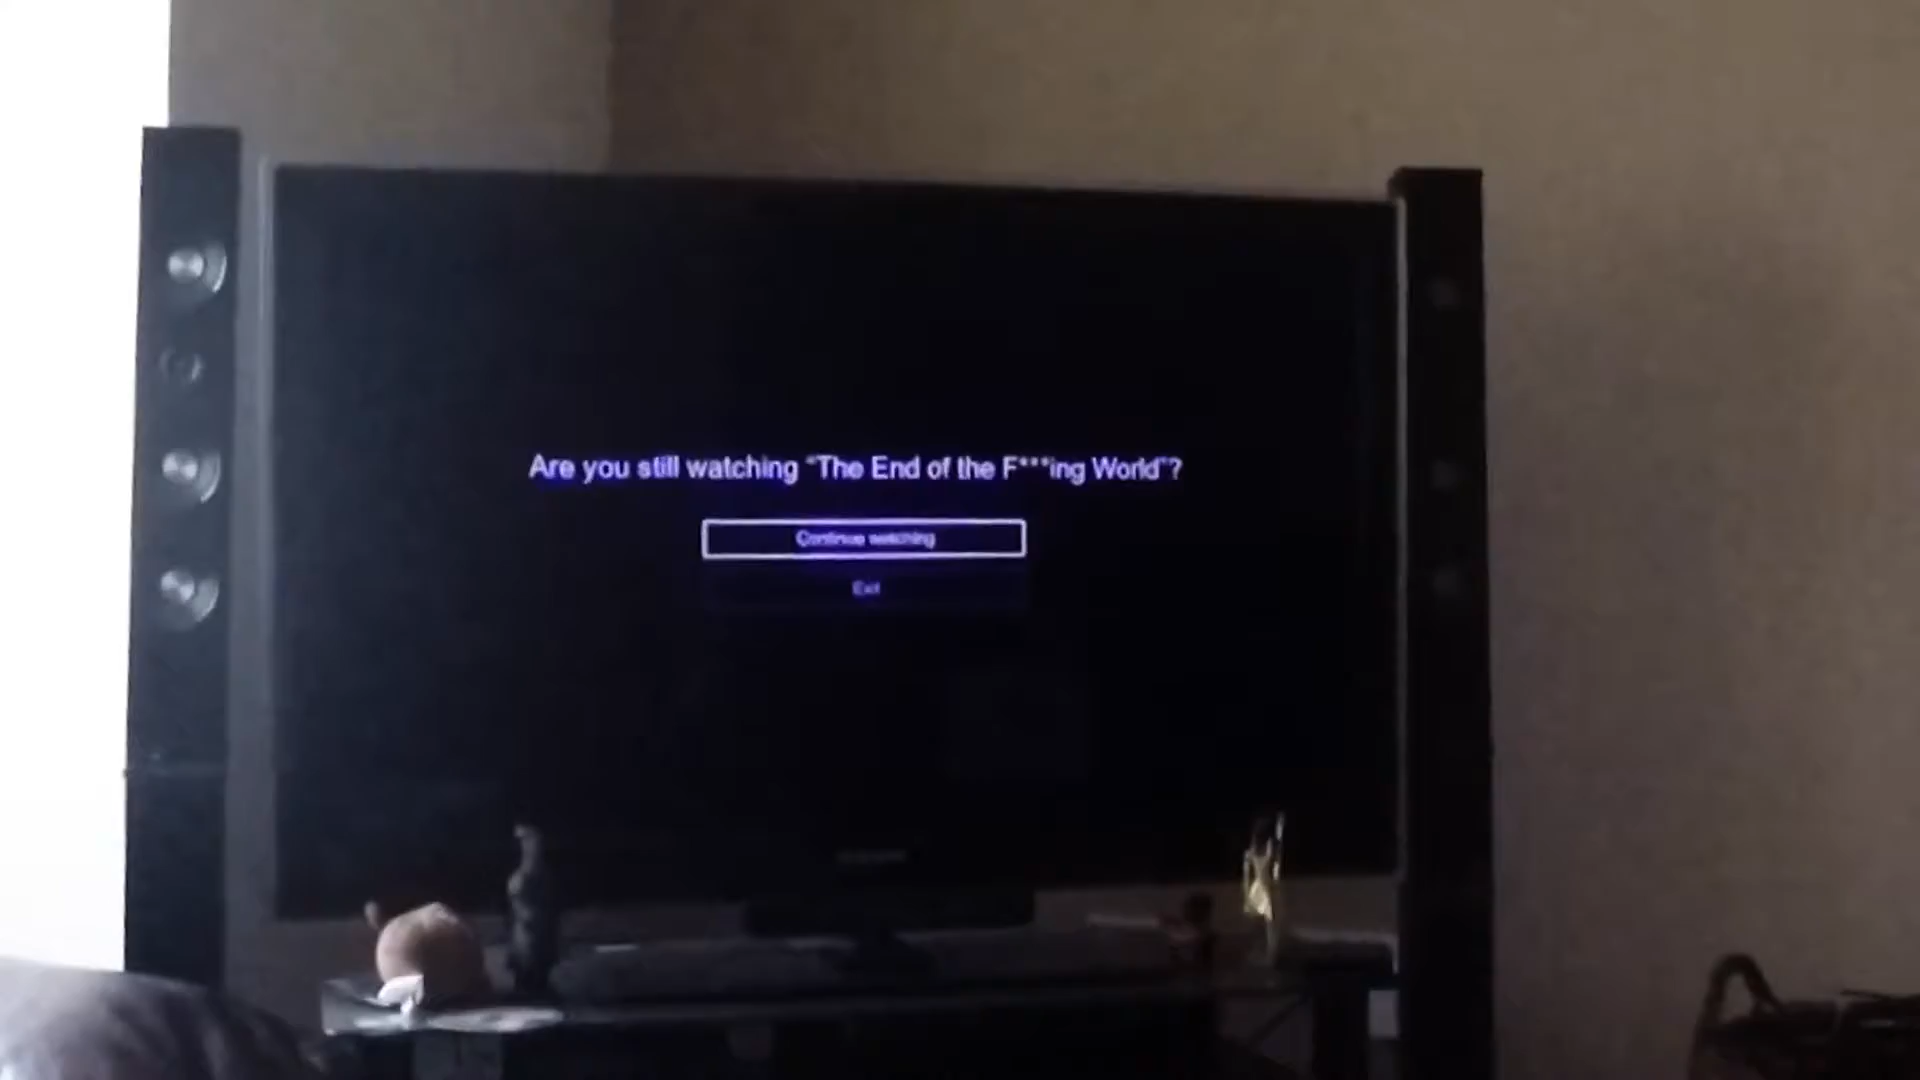 Are you still watching "The End of the F***ing World"?
Continue watching
Exit